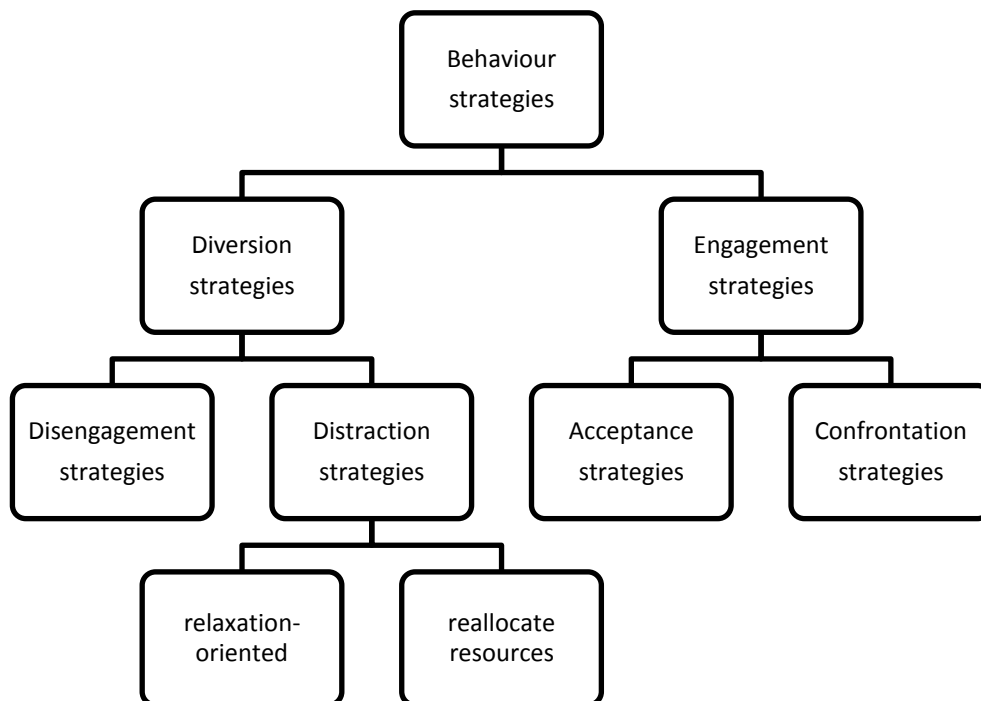 Behaviour
strategies
Diversion
strategies
Engagement
strategies
Disengagement
strategies
Distraction
strategies
Acceptance
strategies
Confrontation
strategies
relaxation-
oriented
reallocate
resources